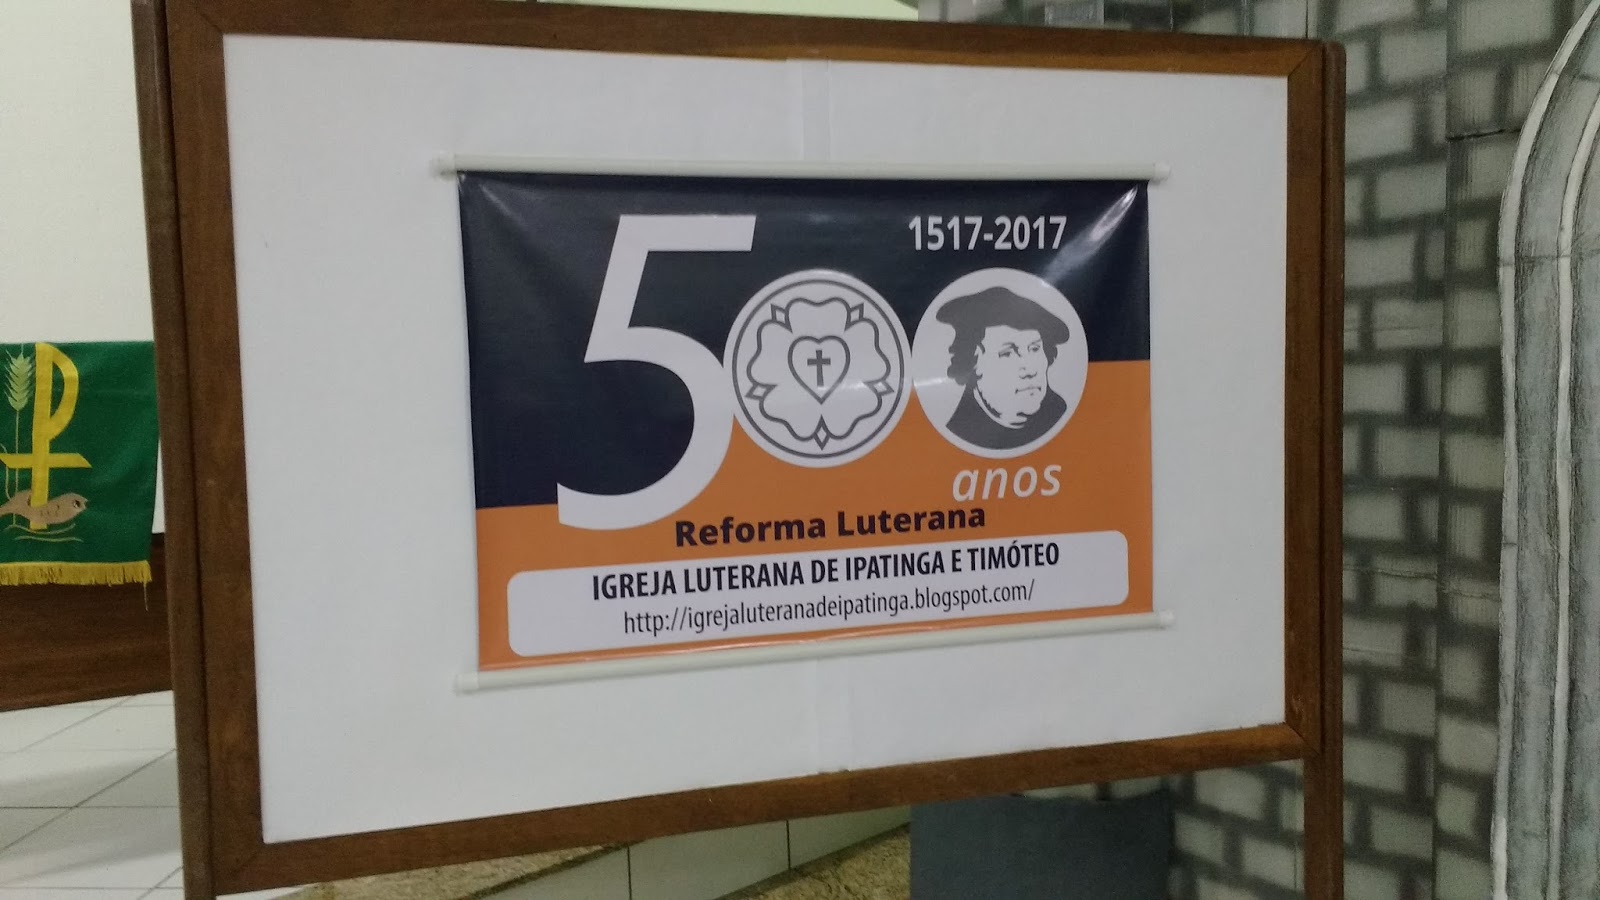 1517-2017
500
anos
Reforma Luterana
IGREJA LUTERANA DE IPATINGA E TIMÓTEO
http://igrejaluteranadeipatinga.blogspot.com/